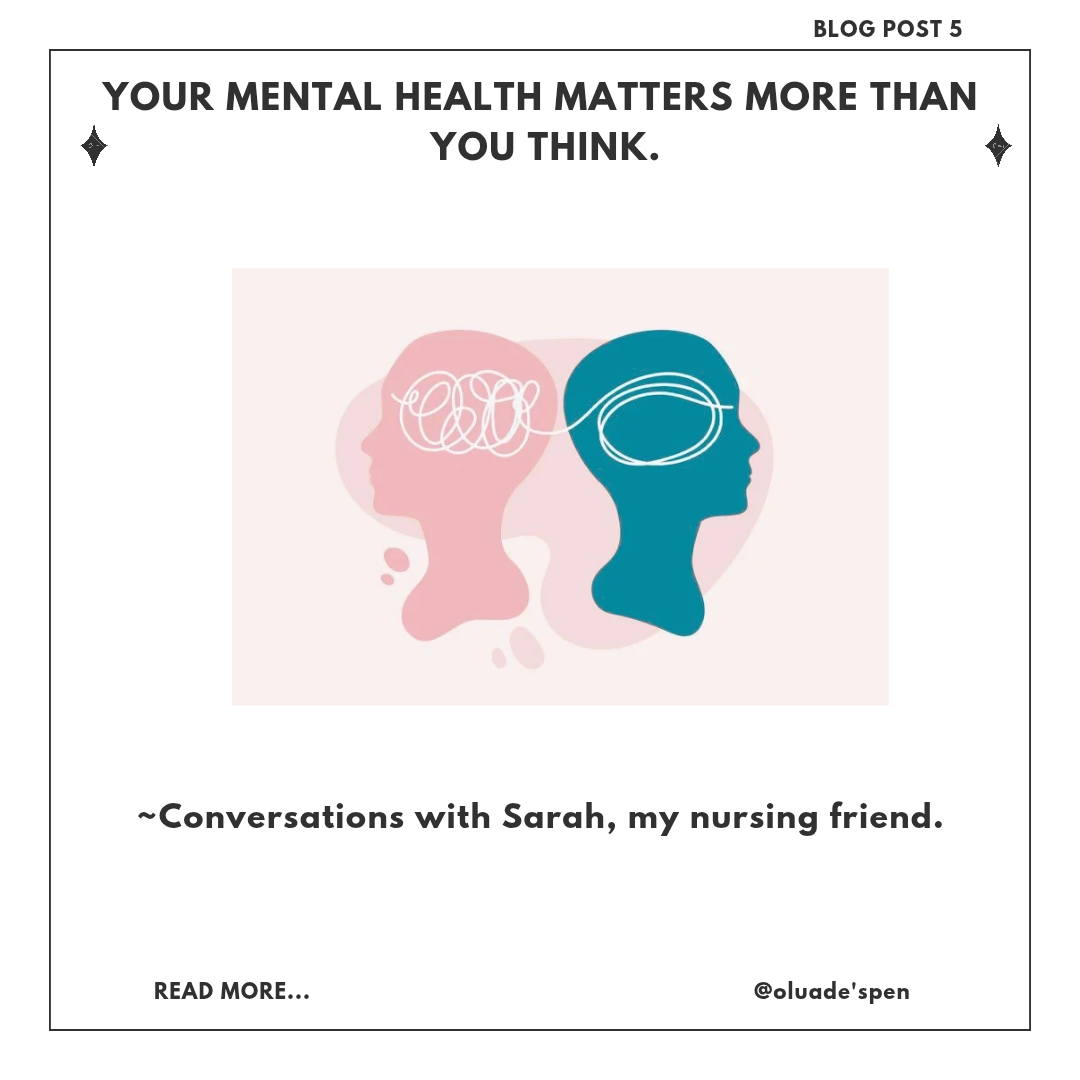 BLOG POST 5
YOUR MENTAL HEALTH MATTERS MORE THAN
YOU THINK.
~Conversations with Sarah, my nursing friend.
READ MORE...
@oluade'spen